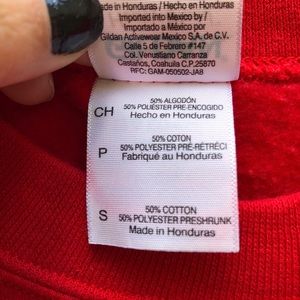 Made in Honduras / Hecho en Honduras
Imported into Mexico by /
Importado a México por
Gildan Activewear Mexico S.A. de C.V.
Calle 5 de Febrero #147
Col. Venustiano Carranza
Castaños, Coahuila C.P.25870
RFC: GAM-050502-JA8
CH
50% ALGODÓN
50% POLIESTER PRE-ENCOGIDO
Hecho en Honduras
P
50% COTON
50% POLYESTER PRÉ-RÉTRÉCI
Fabriqué au Honduras
S
50% COTTON
50% POLYESTER PRESHRUNK
Made in Honduras